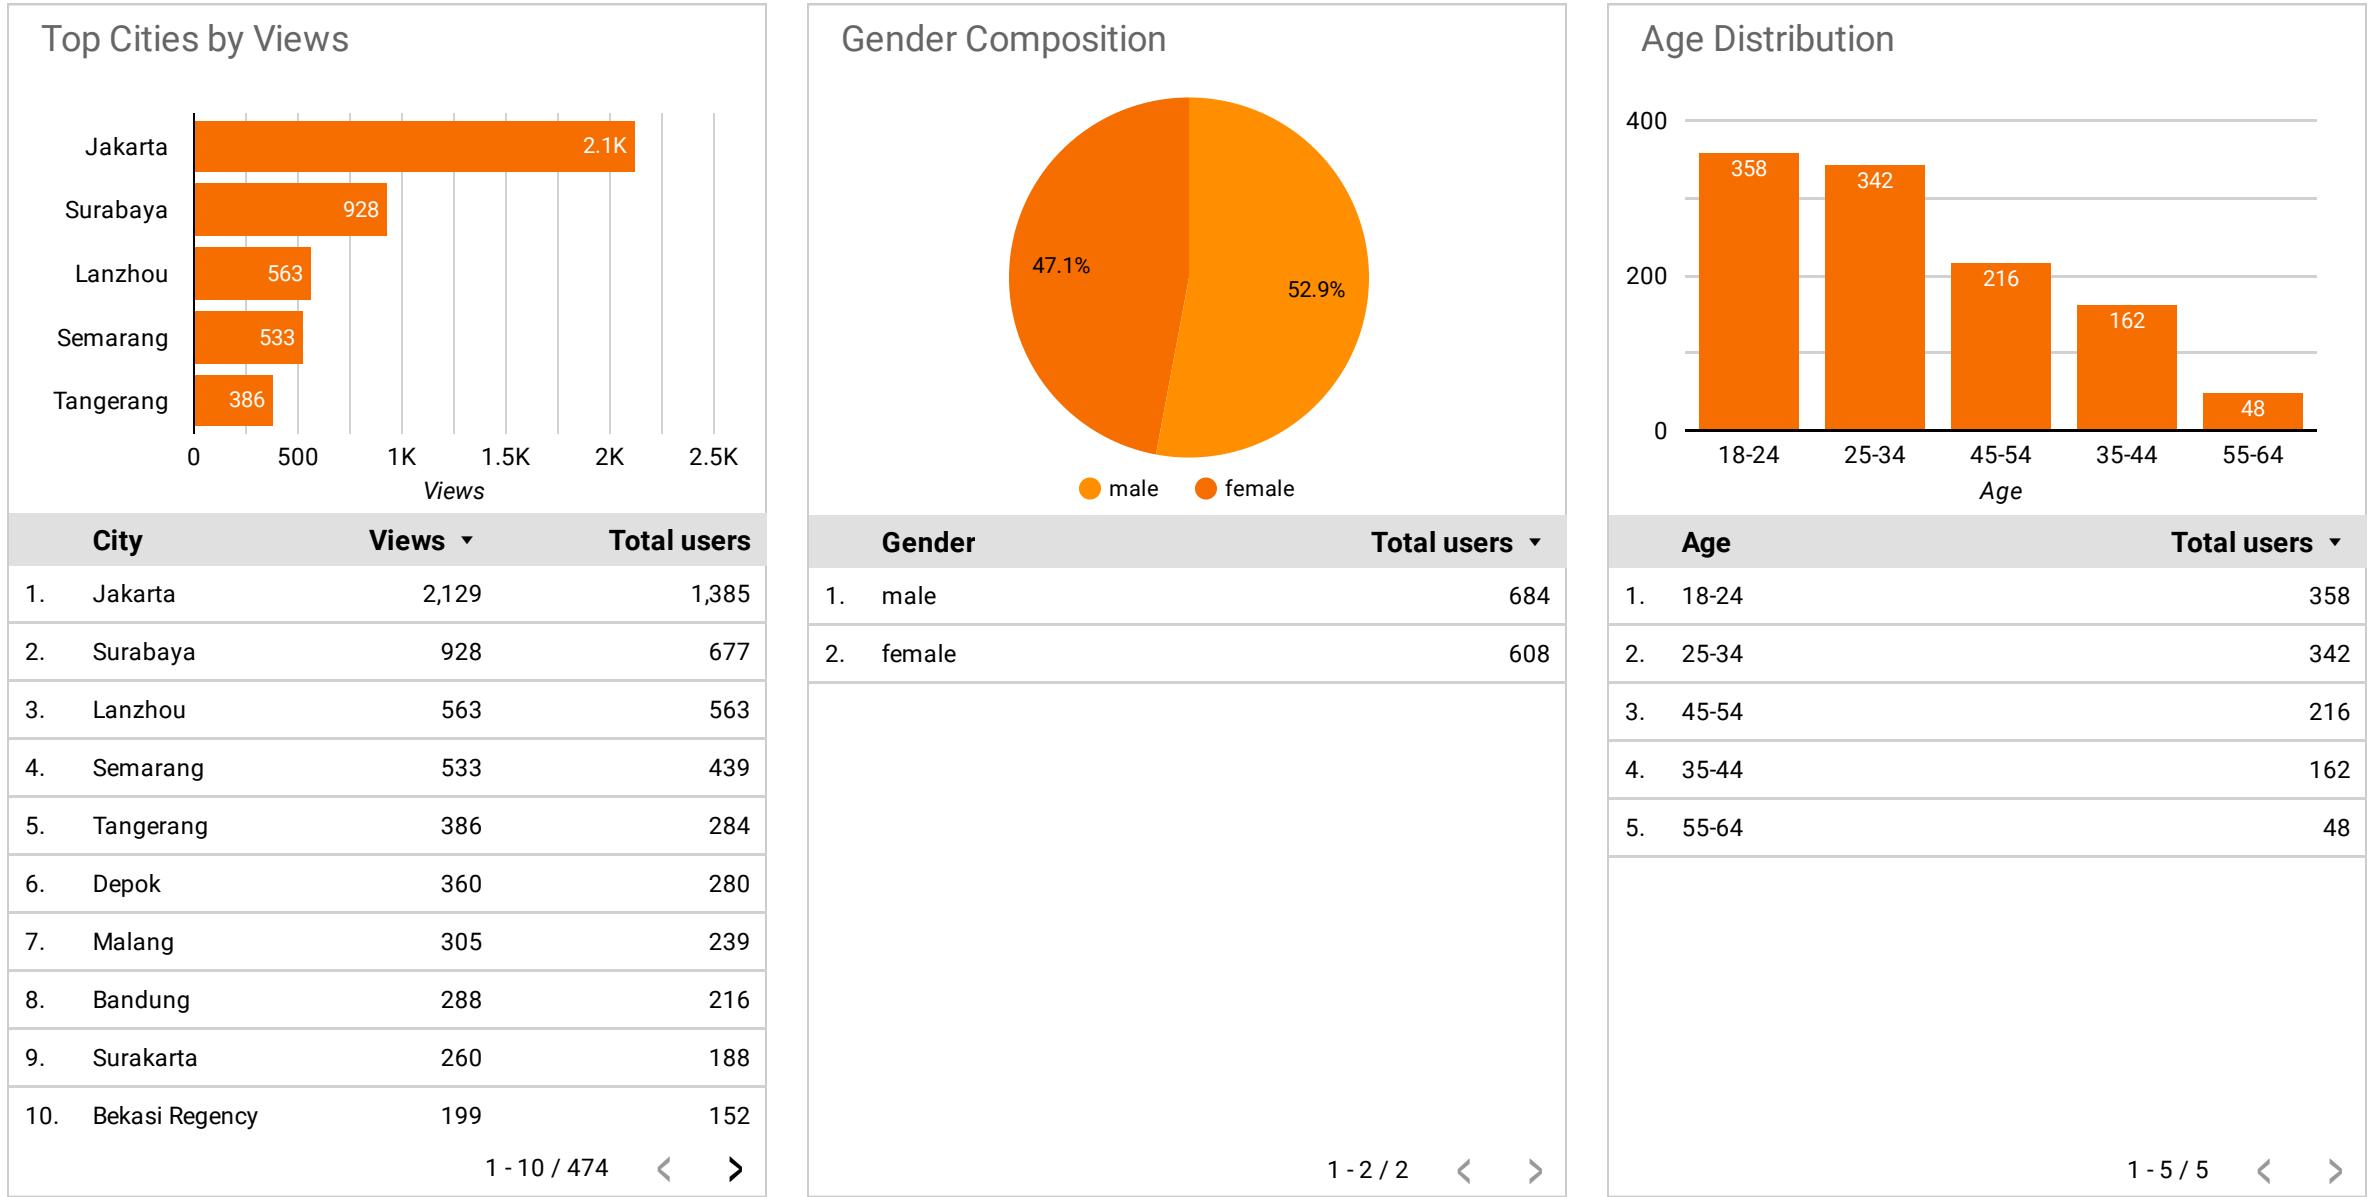 Top Cities by Views
Jakarta 2.1K
Surabaya 928
Lanzhou 563
Semarang 533
Tangerang 386
0 500 1K 1.5K 2K 2.5K
Views
City Views Total users
1. Jakarta 2,129 1,385
2. Surabaya 928 677
3. Lanzhou 563 563
4. Semarang 533 439
5. Tangerang 386 284
6. Depok 360 280
7. Malang 305 239
8. Bandung 288 216
9. Surakarta 260 188
10. Bekasi Regency 199 152
1 - 10 / 474 < >
Gender Composition
47.1%
52.9%
male female
Gender Total users
1. male 684
2. female 608
1 - 2 / 2 < >
Age Distribution
400
358
342
200
216
162
48
0
18-24 25-34 45-54 35-44 55-64
Age
Age Total users
1. 18-24 358
2. 25-34 342
3. 45-54 216
4. 35-44 162
5. 55-64 48
1 - 5 / 5 < >